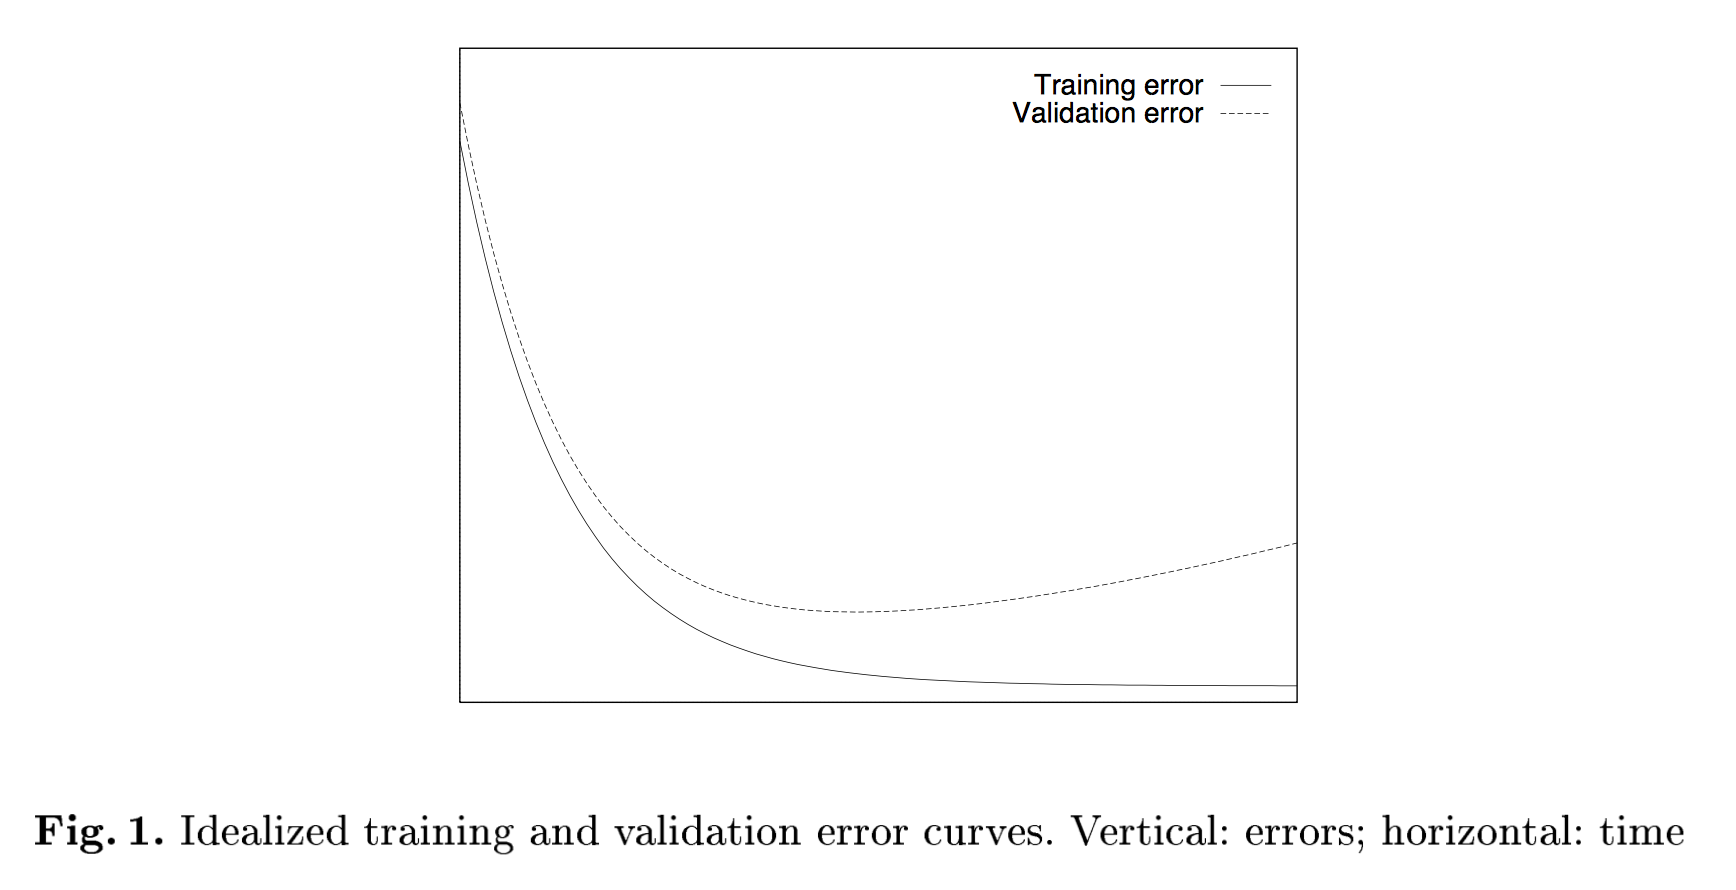 Training error
Validation error
Fig. 1. Idealized training and validation error curves. Vertical: errors; horizontal: time